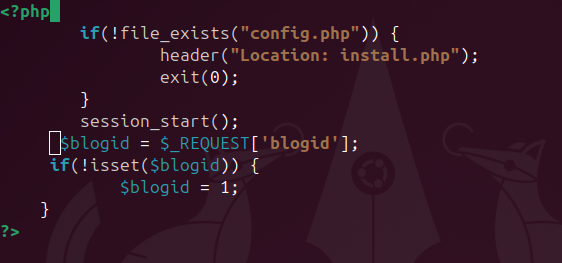 <?php
if(!file_exists("config.php")) {
header("Location: install.php");
exit(0);
}
session_start();
$blogid = $_REQUEST['blogid'];
if(!isset($blogid)) {
$blogid = 1;
}
?>